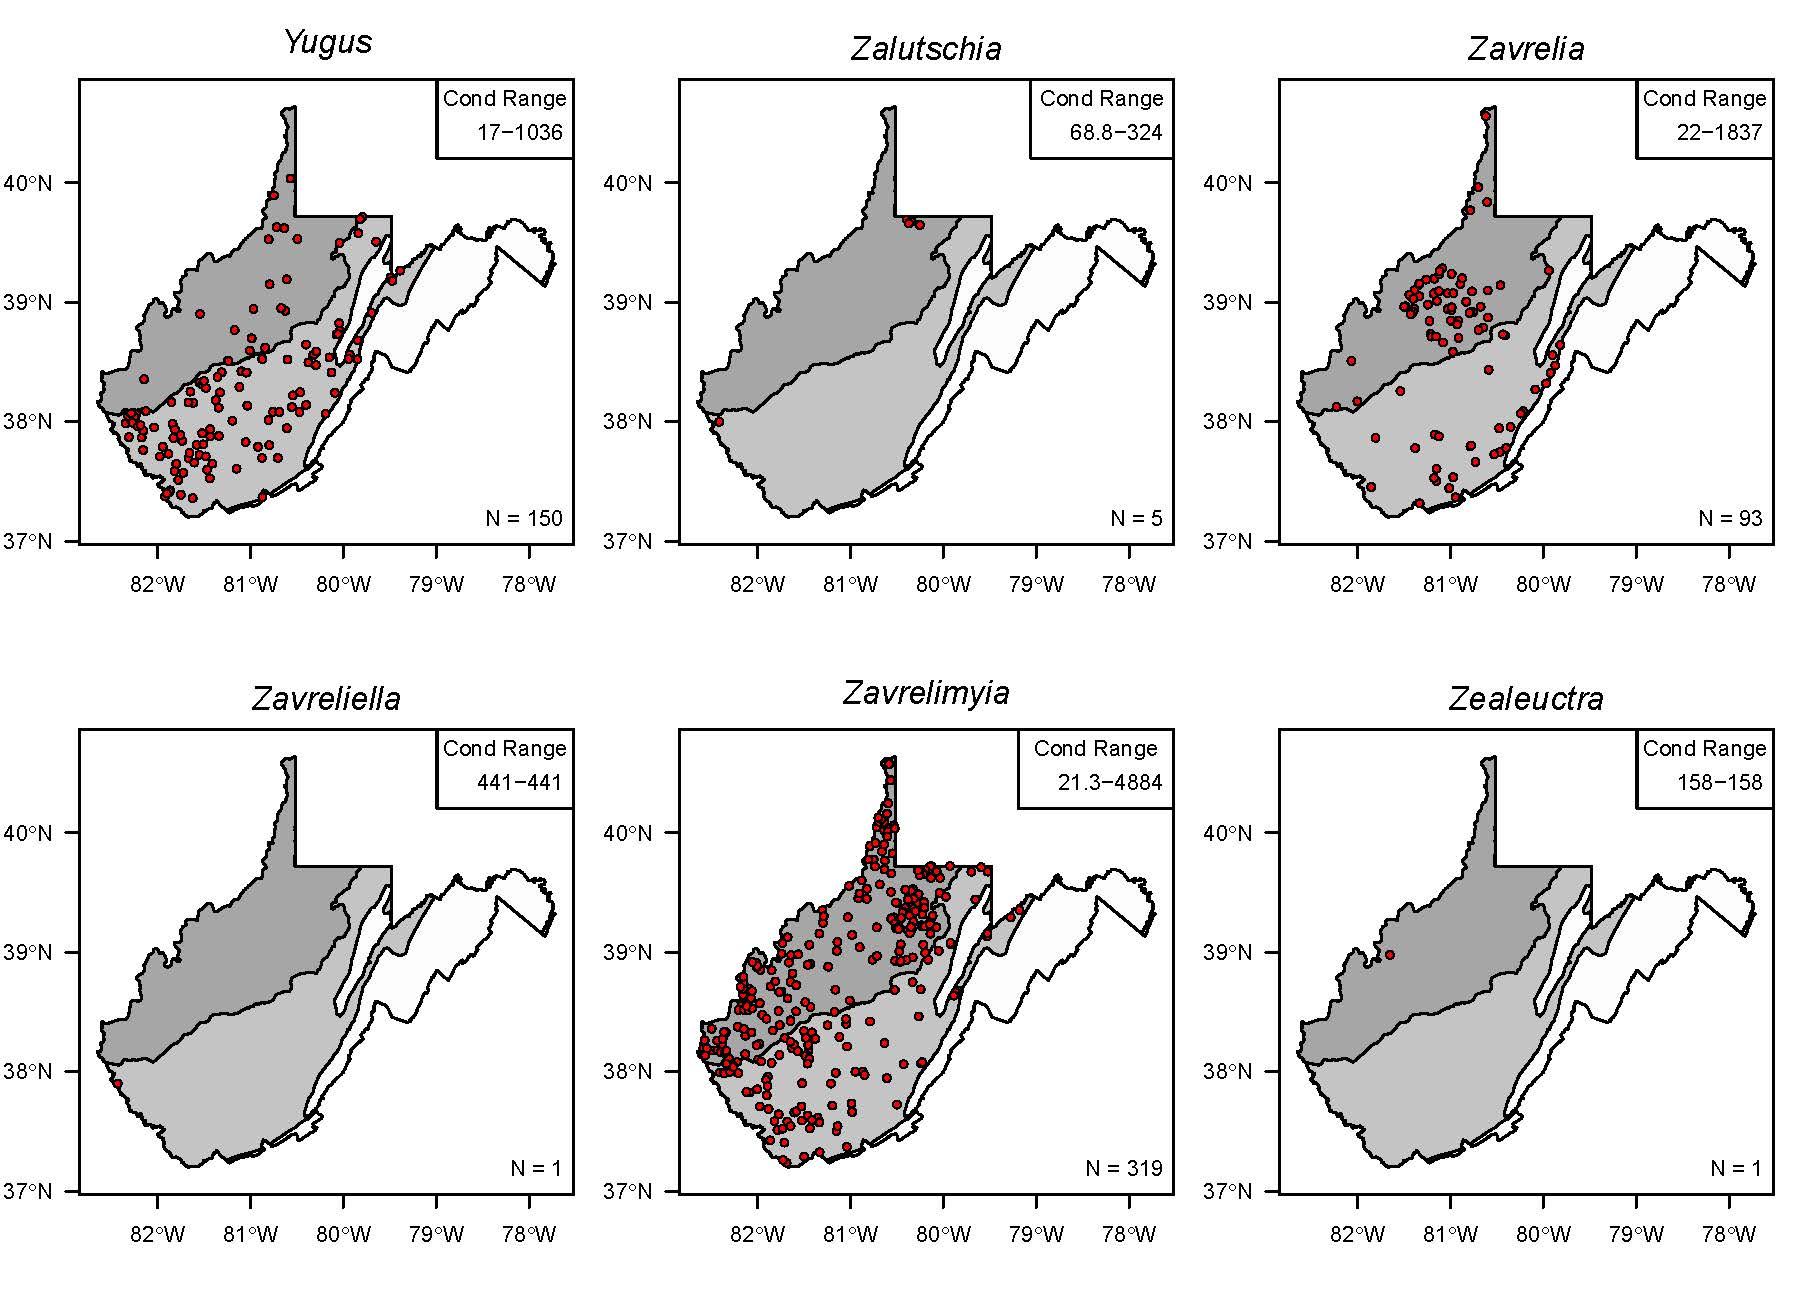 Yugus
Cond Range
17−1036
40°N
39°N
38°N
37°N
N = 150
82°W 81°W 80°W 79°W 78°W
Zalutschia
Cond Range
68.8−324
40°N
39°N
38°N
37°N
N = 5
82°W 81°W 80°W 79°W 78°W
Zavrelia
Cond Range
22−1837
40°N
39°N
38°N
37°N
N = 93
82°W 81°W 80°W 79°W 78°W
Zavreliella
Cond Range
441−441
40°N
39°N
38°N
37°N
N = 1
82°W 81°W 80°W 79°W 78°W
Zavrelimyia
Cond Range
21.3−4884
40°N
39°N
38°N
37°N
N = 319
82°W 81°W 80°W 79°W 78°W
Zealeuctra
Cond Range
158−158
40°N
39°N
38°N
37°N
N = 1
82°W 81°W 80°W 79°W 78°W